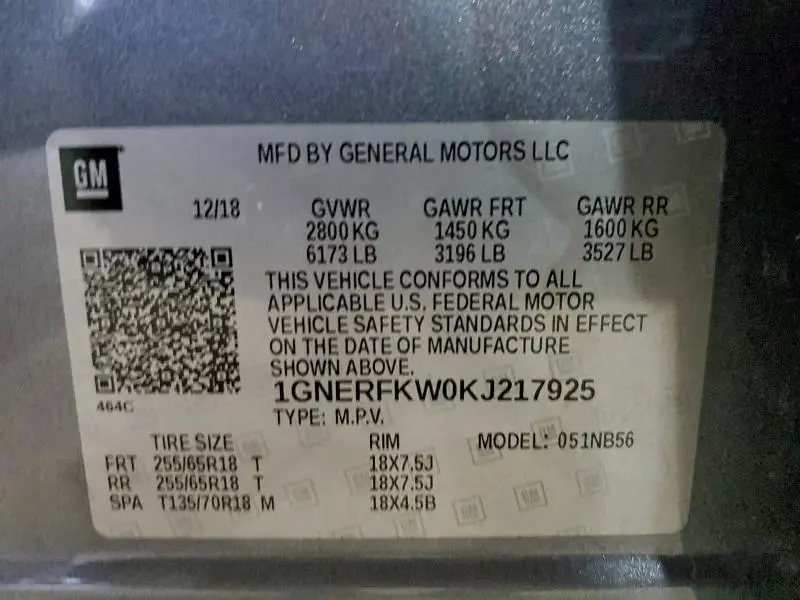 GM
MFD BY GENERAL MOTORS LLC
12/18 GVWR GAWR FRT GAWR RR
2800 KG 1450 KG 1600 KG
6173 LB 3196 LB 3527 LB
THIS VEHICLE CONFORMS TO ALL
APPLICABLE U.S. FEDERAL MOTOR
VEHICLE SAFETY STANDARDS IN EFFECT
ON THE DATE OF MANUFACTURE
SHOWN ABOVE.
1GNERFKW0KJ217925
464C
TYPE: M.P.V.
TIRE SIZE RIM MODEL: 051NB56
FRT 255/65R18 T 18X7.5J
RR 255/65R18 T 18X7.5J
SPA T135/70R18 M 18X4.5B